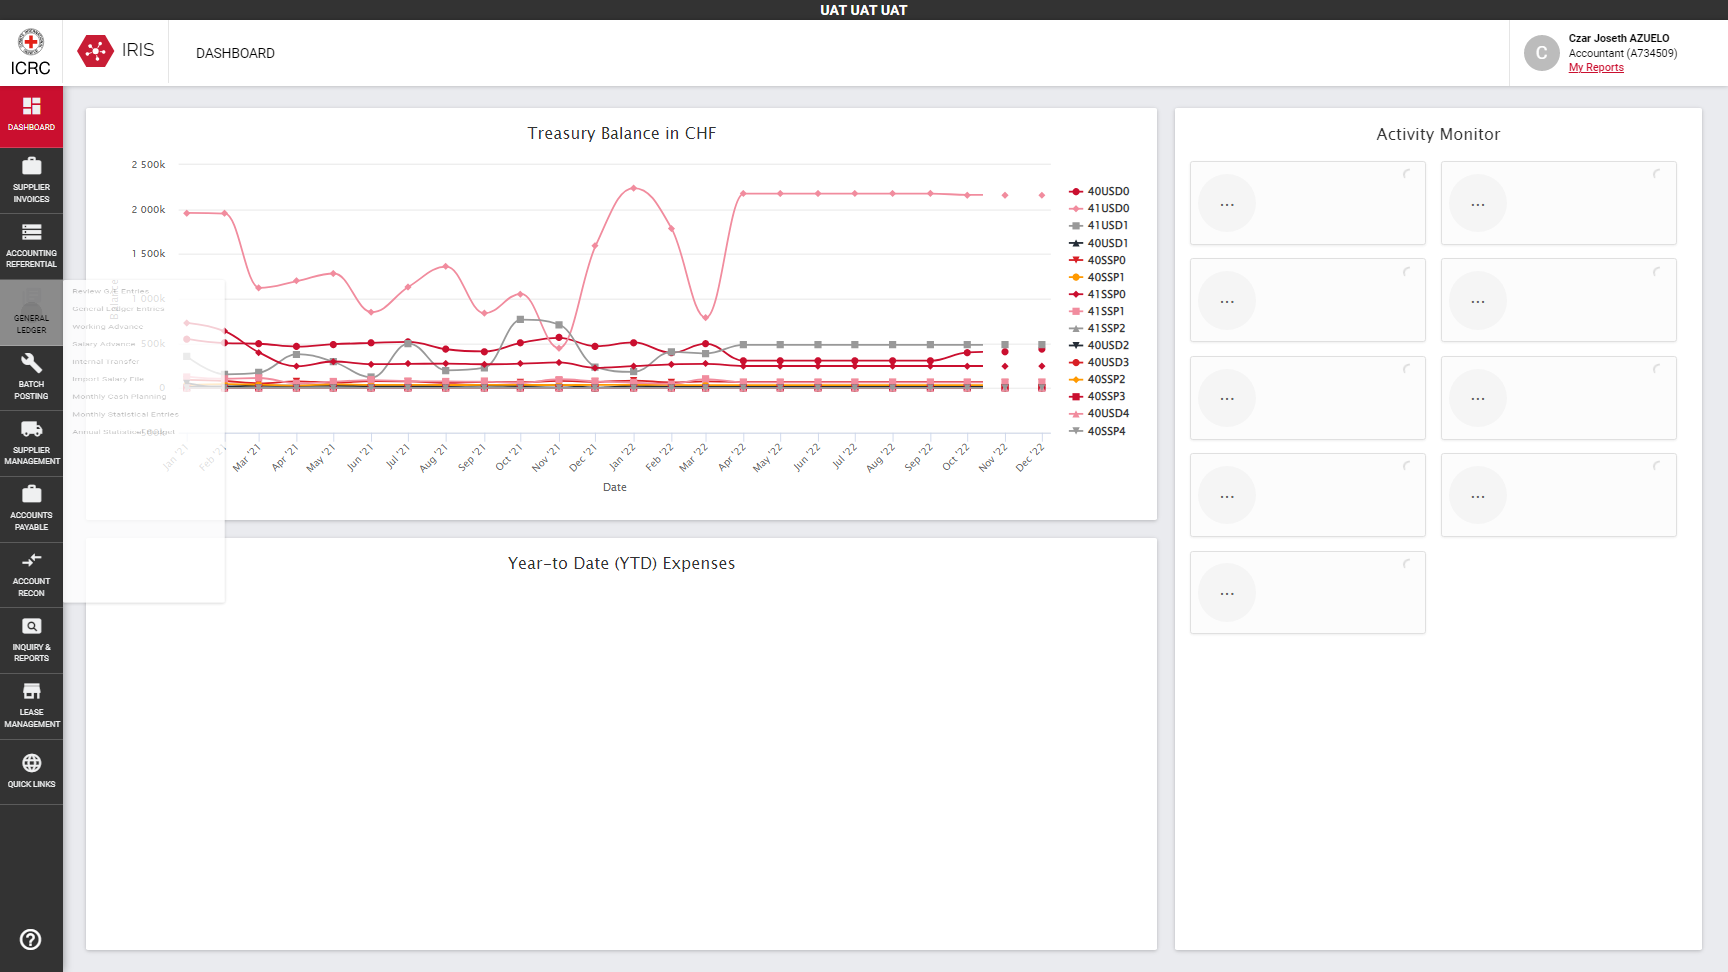 UAT UAT UAT
ICRC
IRIS
DASHBOARD
Czar Joseth AZUELO
Accountant (A734509)
My Reports
DASHBOARD
SUPPLIER
INVOICES
ACCOUNTING
REFERENTIAL
GENERAL
LEDGER
BATCH
POSTING
SUPPLIER
MANAGEMENT
ACCOUNTS
PAYABLE
ACCOUNT
RECON
INQUIRY &
REPORTS
LEASE
MANAGEMENT
QUICK LINKS
Review G/L Entries
General Ledger Entries
Working Advance
Salary Advance
Internal Transfer
Import Salary File
Monthly Cash Planning
Monthly Statistical Entries
Annual Statistical Budget
Treasury Balance in CHF
2 500k
2 000k
1 500k
1 000k
500k
0
-500k
Balance
Jan '21
Feb '21
Mar '21
Apr '21
May '21
Jun '21
Jul '21
Aug '21
Sep '21
Oct '21
Nov '21
Dec '21
Jan '22
Feb '22
Mar '22
Apr '22
May '22
Jun '22
Jul '22
Aug '22
Sep '22
Oct '22
Nov '22
Dec '22
Date
40USD0
41USD0
41USD1
40USD1
40SSP0
40SSP1
41SSP0
41SSP1
41SSP2
40USD2
40USD3
40SSP2
40SSP3
40USD4
40SSP4
Year-to Date (YTD) Expenses
Activity Monitor
...
...
...
...
...
...
...
...
...